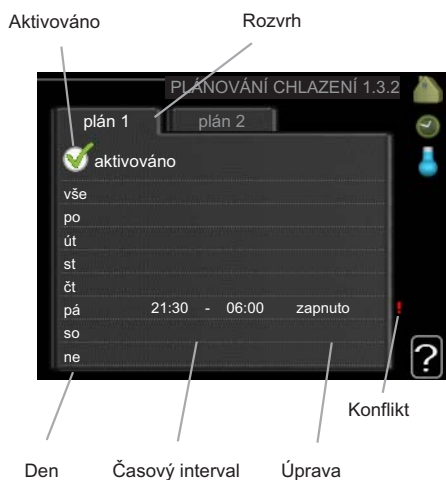 Aktivováno Rozvrh
PLÁNOVÁNÍ CHLAZENÍ 1.3.2
plán 1 plán 2
aktivováno
vše
po
út
st
čt
pá 21:30 - 06:00 zapnuto !
so
ne
?
Konflikt
Den Časový interval Úprava